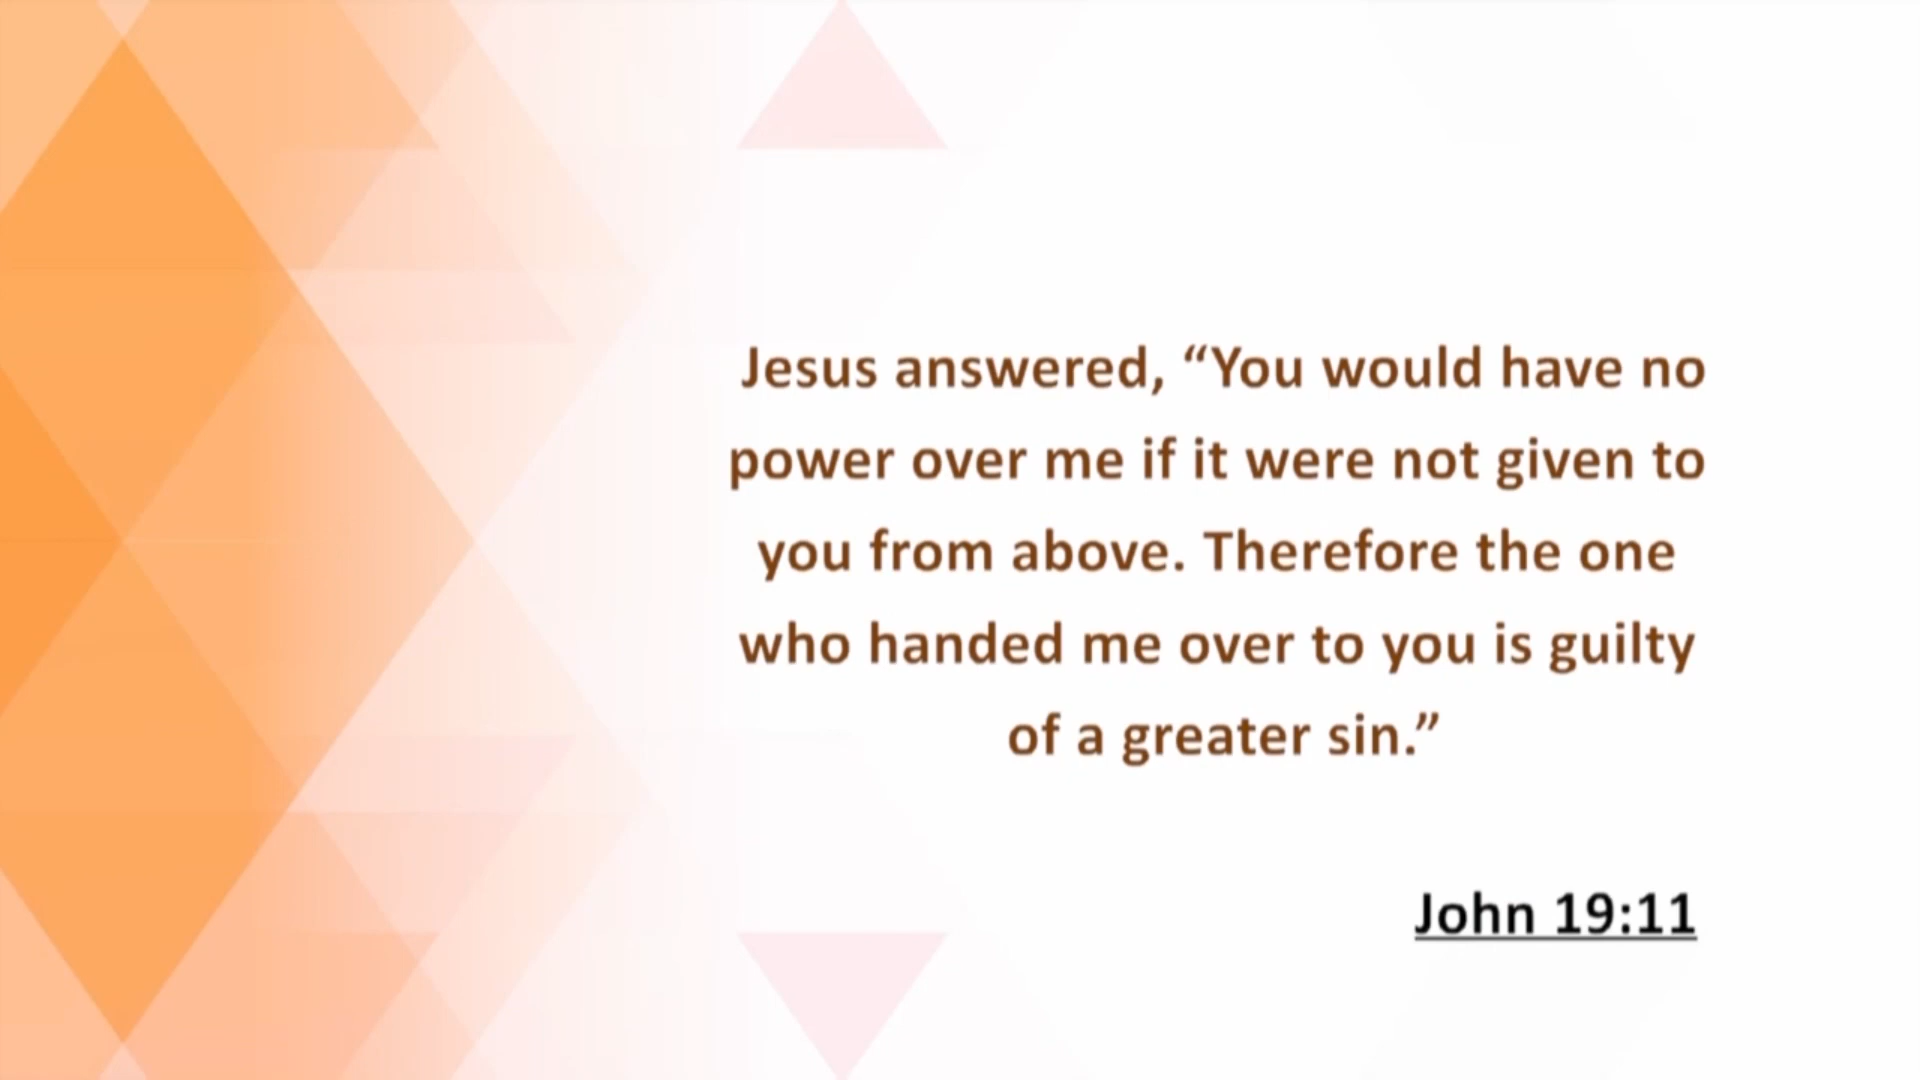 Jesus answered, “You would have no
power over me if it were not given to
you from above. Therefore the one
who handed me over to you is guilty
of a greater sin.”
John 19:11